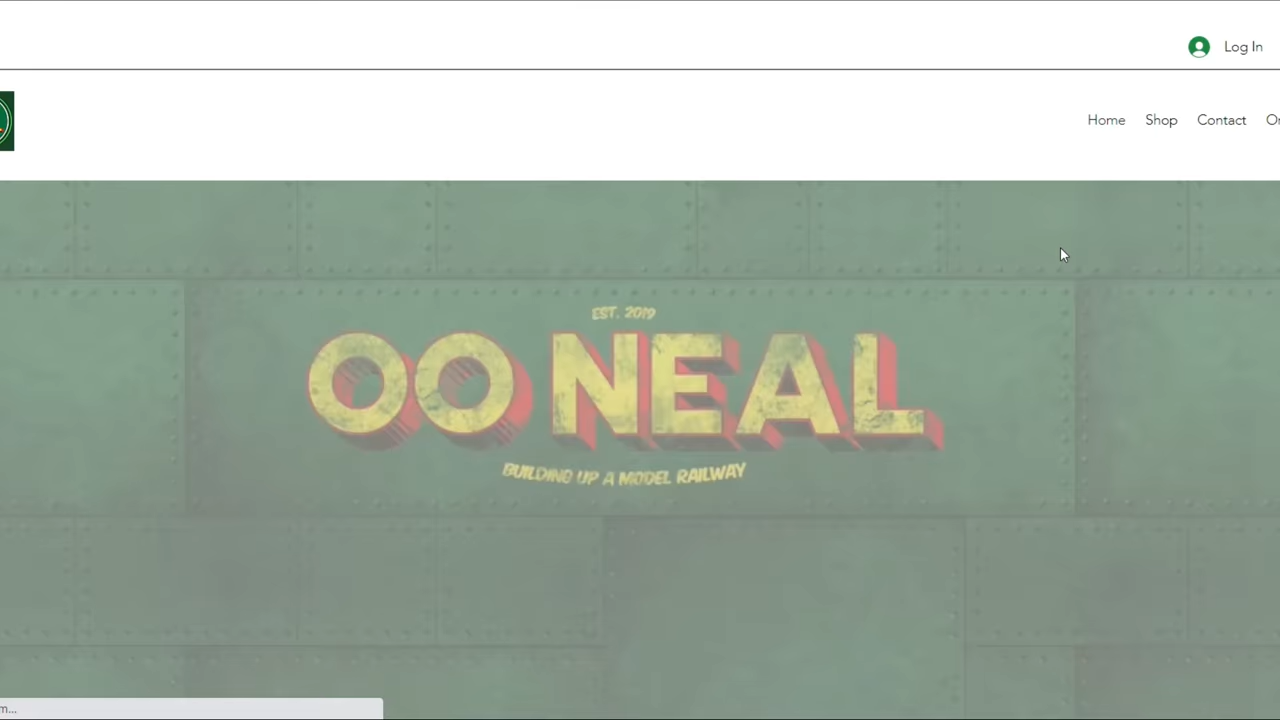 Log In
Home Shop Contact
EST. 2019
OO NEAL
BUILDING UP A MODEL RAILWAY